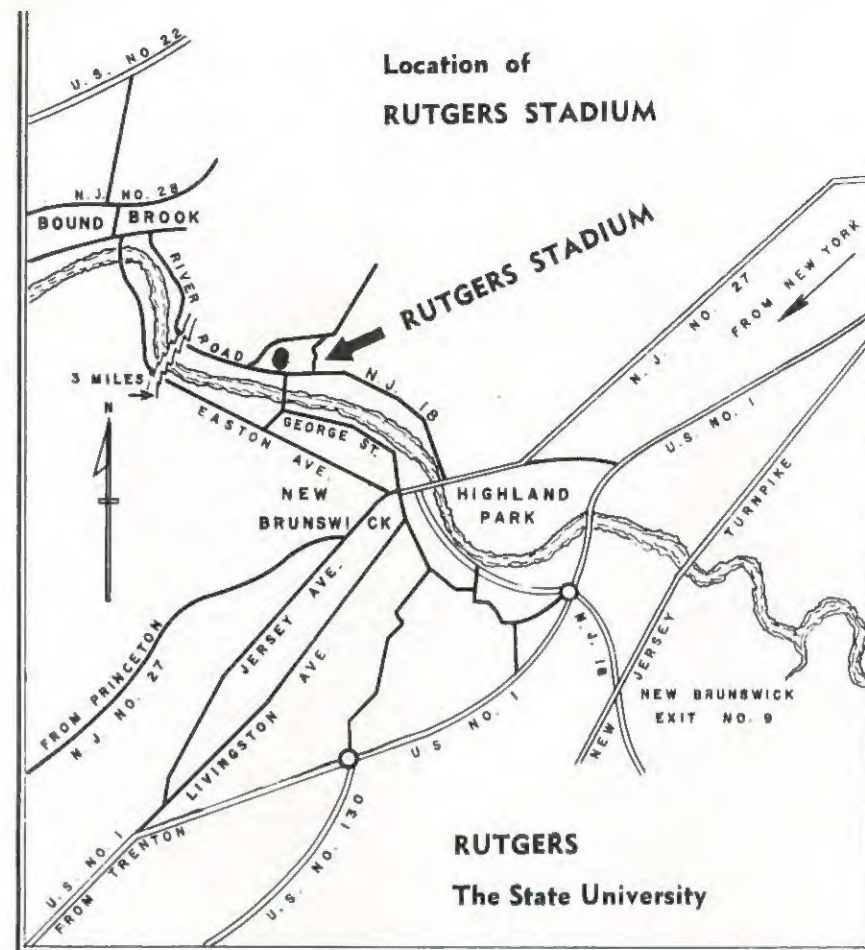 Location of
RUTGERS STADIUM
U. S. NO 22
N.J. NO. 28
BOUND BROOK
RIVER ROAD
RUTGERS STADIUM
FROM NEW YORK
N. J. NO. 27
3 MILES
N
N. J. 18
U.S. NO. 1
EASTON AVE.
GEORGE ST.
HIGHLAND
PARK
NEW
BRUNSWICK
NEW JERSEY TURNPIKE
JERSEY AVE.
LIVINGSTON AVE
FROM PRINCETON
N. J NO. 27
N.J. 18
NEW BRUNSWICK
EXIT NO. 9
U.S. NO. 1
U.S. NO. 1
FROM TRENTON
U.S. NO. 130
RUTGERS
The State University